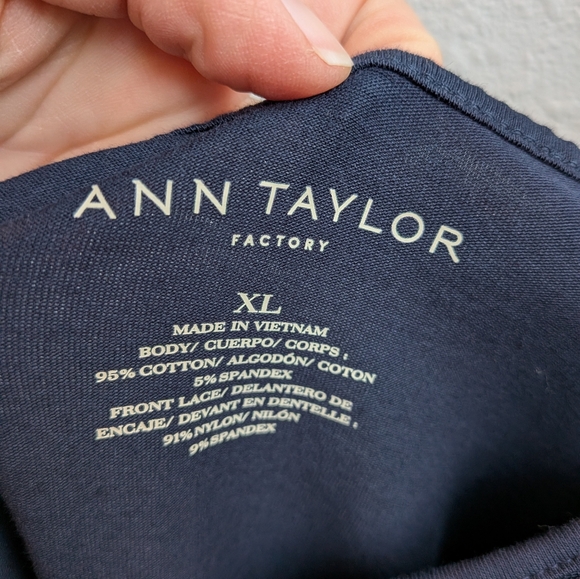 ANN TAYLOR
FACTORY
XL
MADE IN VIETNAM
BODY/ CUERPO/ CORPS :
95% COTTON/ ALGODÓN/ COTON
5% SPANDEX
FRONT LACE/ DELANTERO DE
ENCAJE/ DEVANT EN DENTELLE :
91% NYLON/ NILÓN/
9% SPANDEX